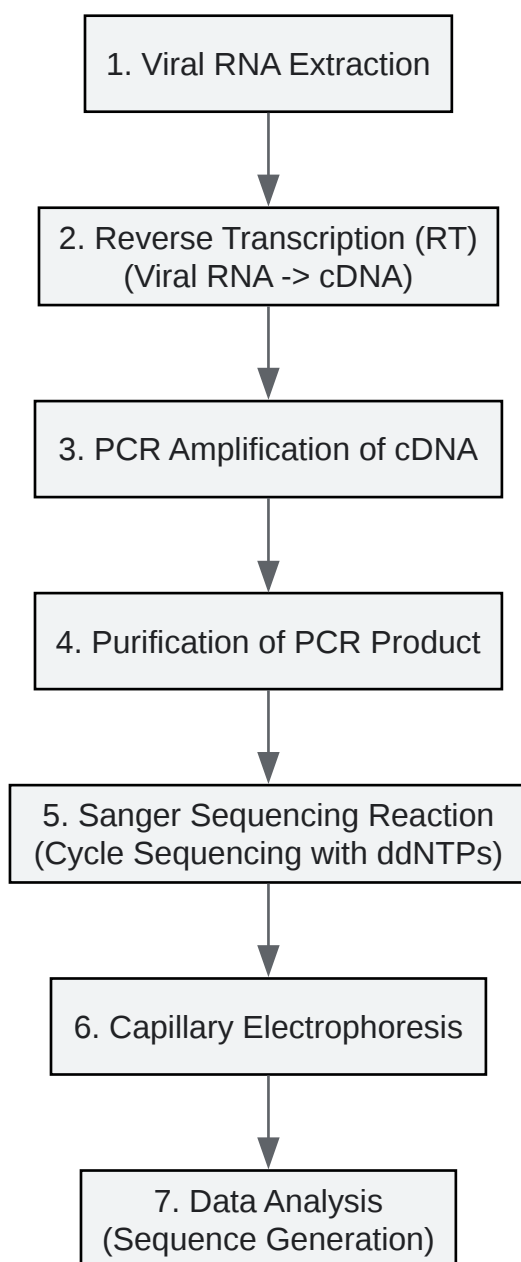 1. Viral RNA Extraction
2. Reverse Transcription (RT)
(Viral RNA -> cDNA)
3. PCR Amplification of cDNA
4. Purification of PCR Product
5. Sanger Sequencing Reaction
(Cycle Sequencing with ddNTPs)
6. Capillary Electrophoresis
7. Data Analysis
(Sequence Generation)